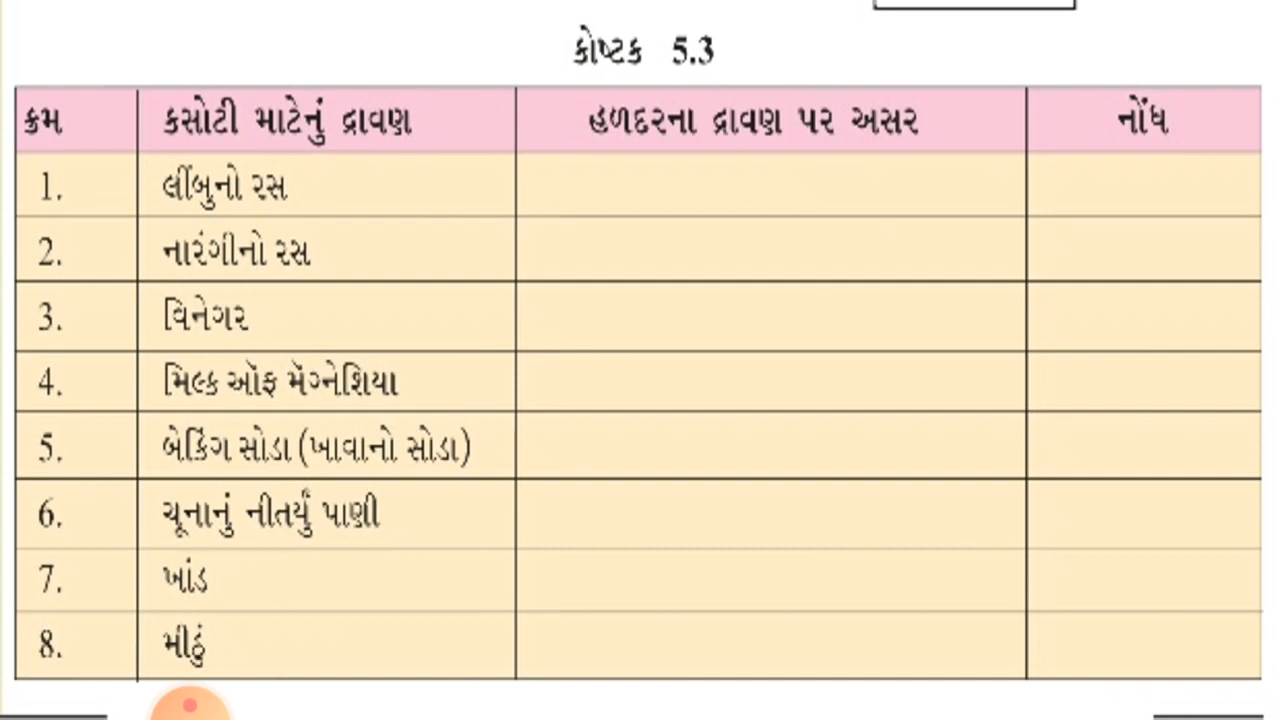 કોષ્ટક 5.3
ક્રમ કસોટી માટેનું દ્રાવણ હળદરના દ્રાવણ પર અસર નોંધ
1. લીંબુનો રસ
2. નારંગીનો રસ
3. વિનેગર
4. મિલ્ક ઑફ મૅગ્નેશિયા
5. બેકિંગ સોડા (ખાવાનો સોડા)
6. ચૂનાનું નીતર્યું પાણી
7. ખાંડ
8. મીઠું